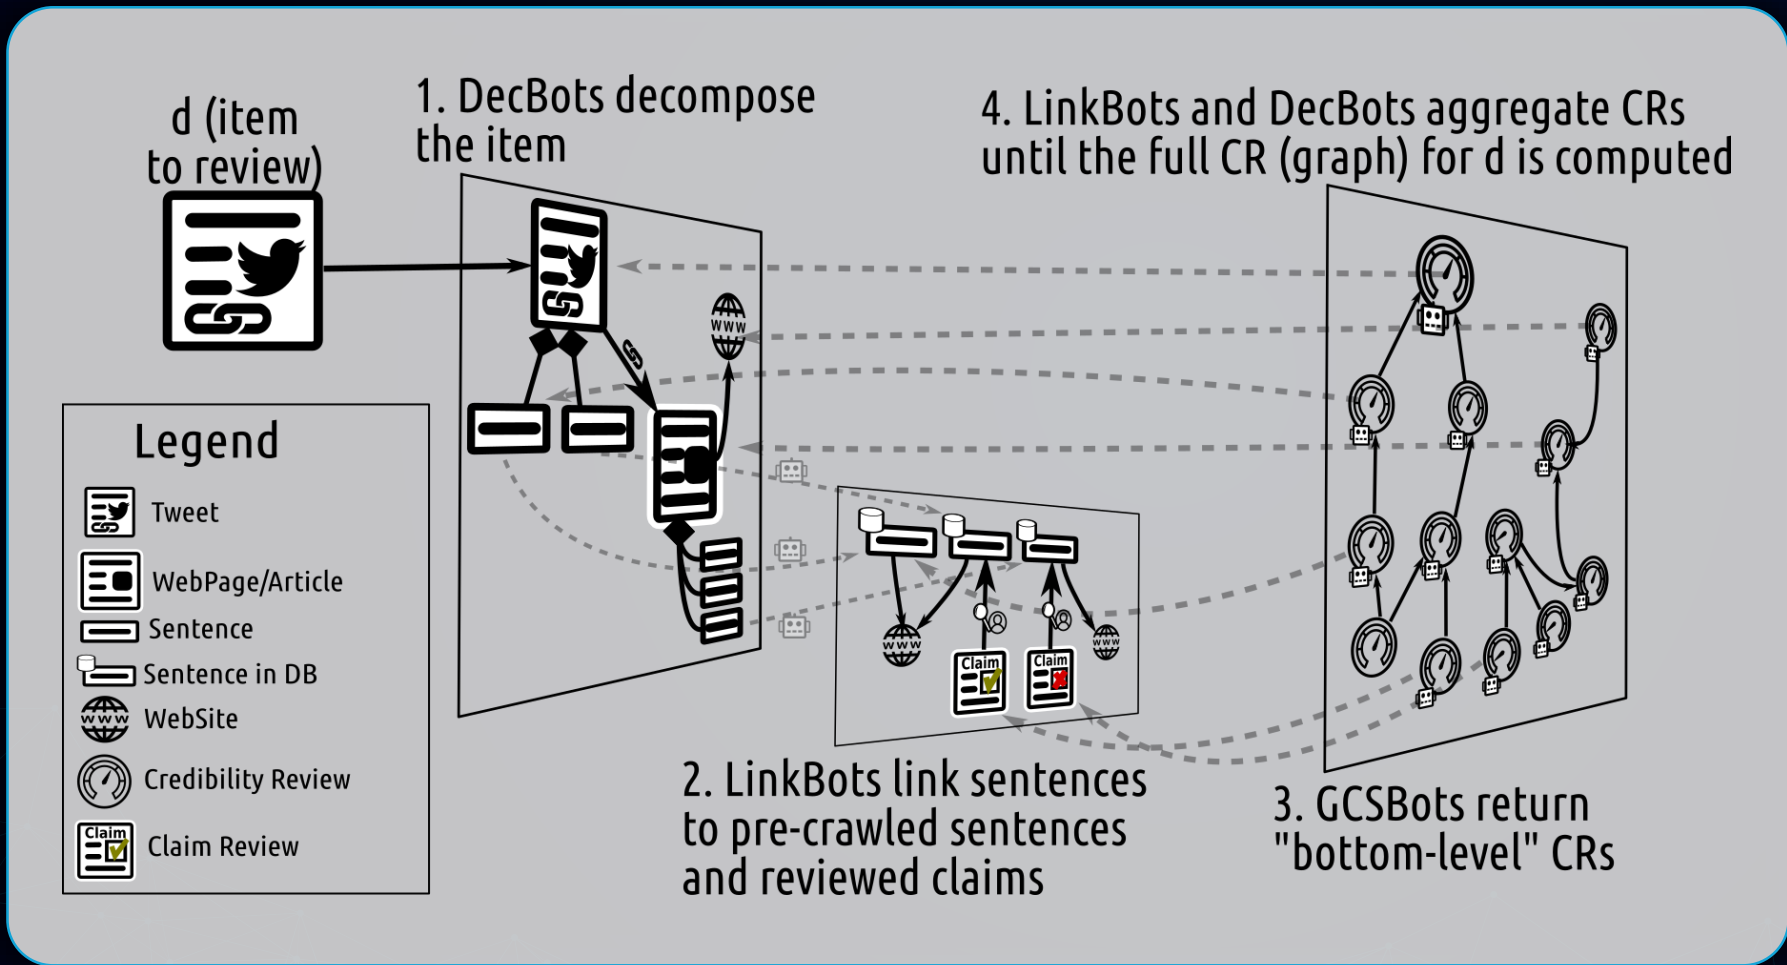 d (item
to review)
1. DecBots decompose
the item
4. LinkBots and DecBots aggregate CRs
until the full CR (graph) for d is computed
www
Legend
Tweet
WebPage/Article
Sentence
Sentence in DB
www
WebSite
Credibility Review
Claim
Claim Review
www
www
Claim
Claim
2. LinkBots link sentences
to pre-crawled sentences
and reviewed claims
3. GCSBots return
"bottom-level" CRs